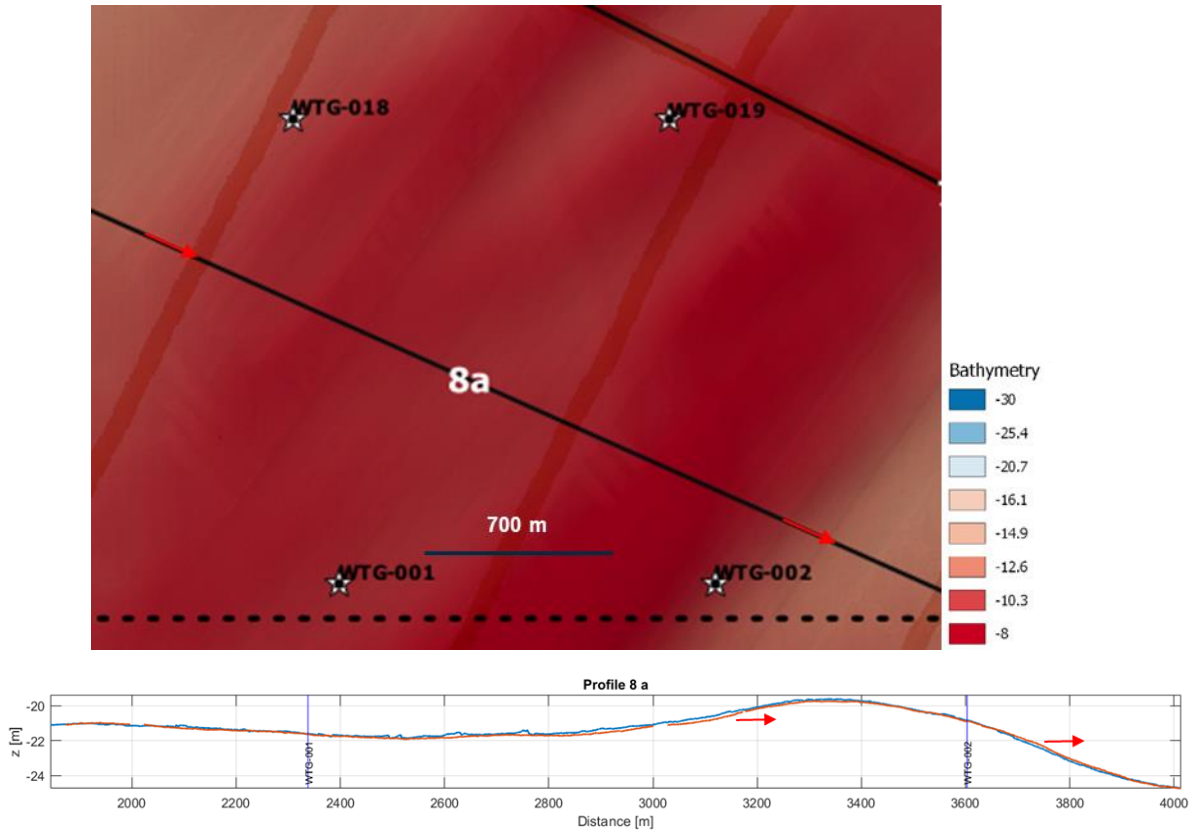 WTG-018
WTG-019
8a
700 m
WTG-001
WTG-002
Bathymetry
-30
-25.4
-20.7
-16.1
-14.9
-12.6
-10.3
-8
Profile 8 a
z [m]
-20
-22
-24
WTG-001
WTG-002
2000 2200 2400 2600 2800 3000 3200 3400 3600 3800 4000
Distance [m]